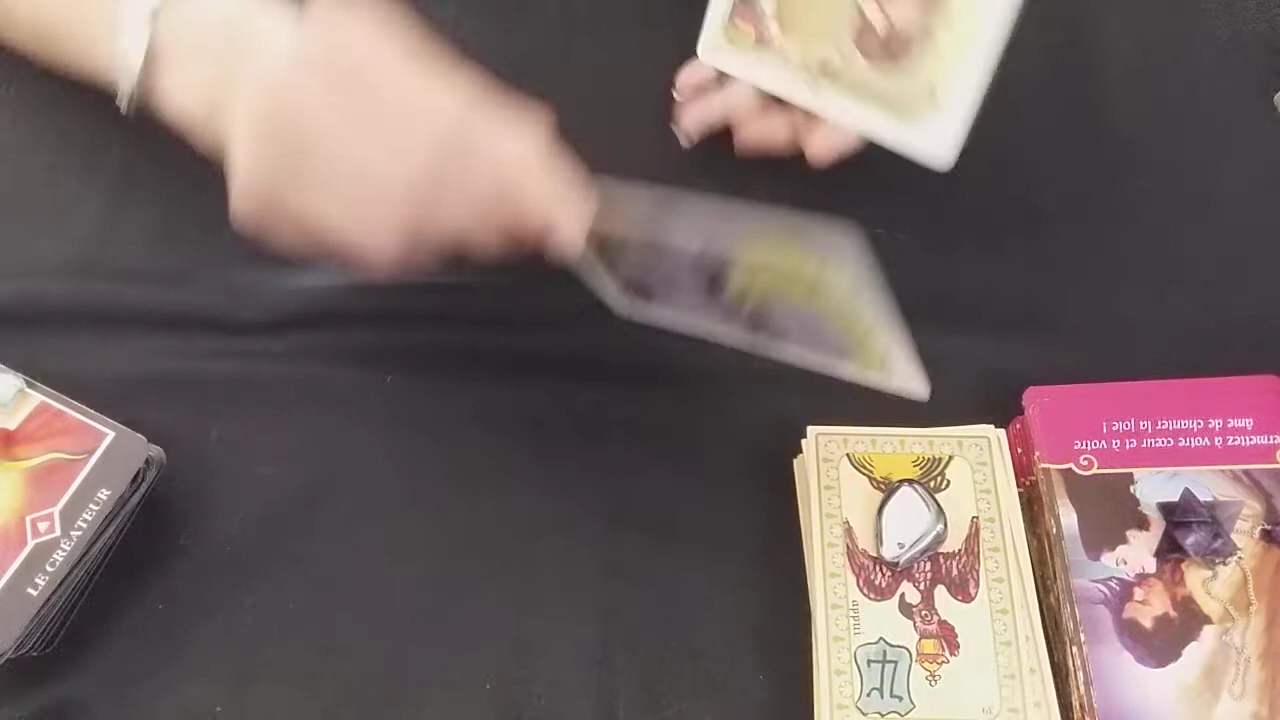 LE CRÉATEUR
ermettez à votre cœur et à votre
âme de chanter la joie !
appui